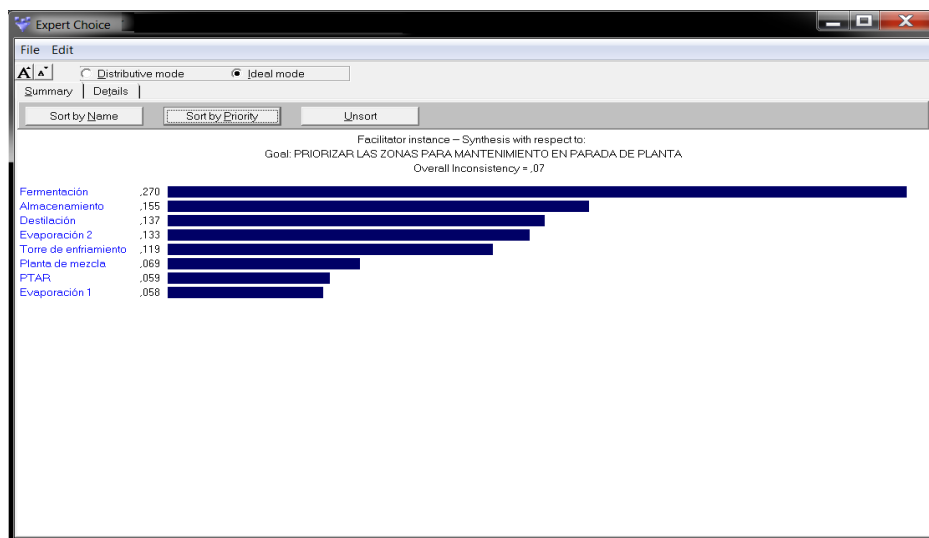 Expert Choice
File Edit
A A Distributive mode Ideal mode
Summary Details
Sort by Name Sort by Priority Unsort
Facilitator instance -- Synthesis with respect to:
Goal: PRIORIZAR LAS ZONAS PARA MANTENIMIENTO EN PARADA DE PLANTA
Overall Inconsistency = ,07
Fermentación ,270
Almacenamiento ,155
Destilación ,137
Evaporación 2 ,133
Torre de enfriamiento ,119
Planta de mezcla ,069
PTAR ,059
Evaporación 1 ,058